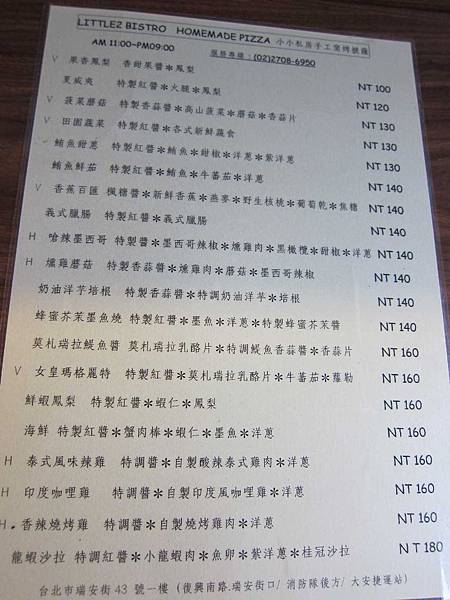 LITTLE2 BISTRO HOMEMADE PIZZA 小小私房手工窯烤披薩
AM 11:00~PM09:00 服務專線：(02)2708-6950
V 果香鳳梨 香甜果醬＊鳳梨 NT 100
夏威夷 特製紅醬＊火腿＊鳳梨 NT 120
V 菠菜蘑菇 特製香蒜醬＊高山菠菜＊蘑菇＊香蒜片 NT 130
V 田園蔬菜 特製紅醬＊各式新鮮蔬食 NT 130
鮪魚甜蔥 特製紅醬＊鮪魚＊甜椒＊洋蔥＊紫洋蔥 NT 130
鮪魚鮮茄 特製紅醬＊鮪魚＊牛蕃茄＊洋蔥 NT 140
V 香蕉百匯 楓糖醬＊新鮮香蕉＊燕麥＊野生核桃＊葡萄乾＊焦糖 NT 140
義式臘腸 特製紅醬＊義式臘腸 NT 140
H 嗆辣墨西哥 特製醬＊墨西哥辣椒＊燻雞肉＊黑橄欖＊甜椒＊洋蔥 NT 140
H 燻雞蘑菇 特製香蒜醬＊燻雞肉＊蘑菇＊墨西哥辣椒 NT 140
奶油洋芋培根 特製香蒜醬＊特調奶油洋芋＊培根 NT 140
蜂蜜芥茉墨魚燒 特製紅醬＊墨魚＊洋蔥＊特製蜂蜜芥茉醬 NT 140
莫札瑞拉鯷魚醬 莫札瑞拉乳酪片＊特調鯷魚香蒜醬＊香蒜片 NT 160
V 女皇瑪格麗特 特製紅醬＊莫札瑞拉乳酪片＊牛蕃茄＊蘿勒 NT 160
鮮蝦鳳梨 特製紅醬＊蝦仁＊鳳梨 NT 160
海鮮 特製紅醬＊蟹肉棒＊蝦仁＊墨魚＊洋蔥 NT 160
H 泰式風味辣雞 特調醬＊自製酸辣泰式雞肉＊洋蔥 NT 160
H 印度咖哩雞 特調醬＊自製印度風咖哩雞＊洋蔥 NT 160
H 香辣燒烤雞 特調醬＊自製燒烤雞肉＊洋蔥 NT 160
龍蝦沙拉 特調紅醬＊小龍蝦肉＊魚卵＊紫洋蔥＊桂冠沙拉 NT 180
台北市瑞安街 43 號一樓（復興南路.瑞安街口/ 消防隊後方/ 大安捷運站）